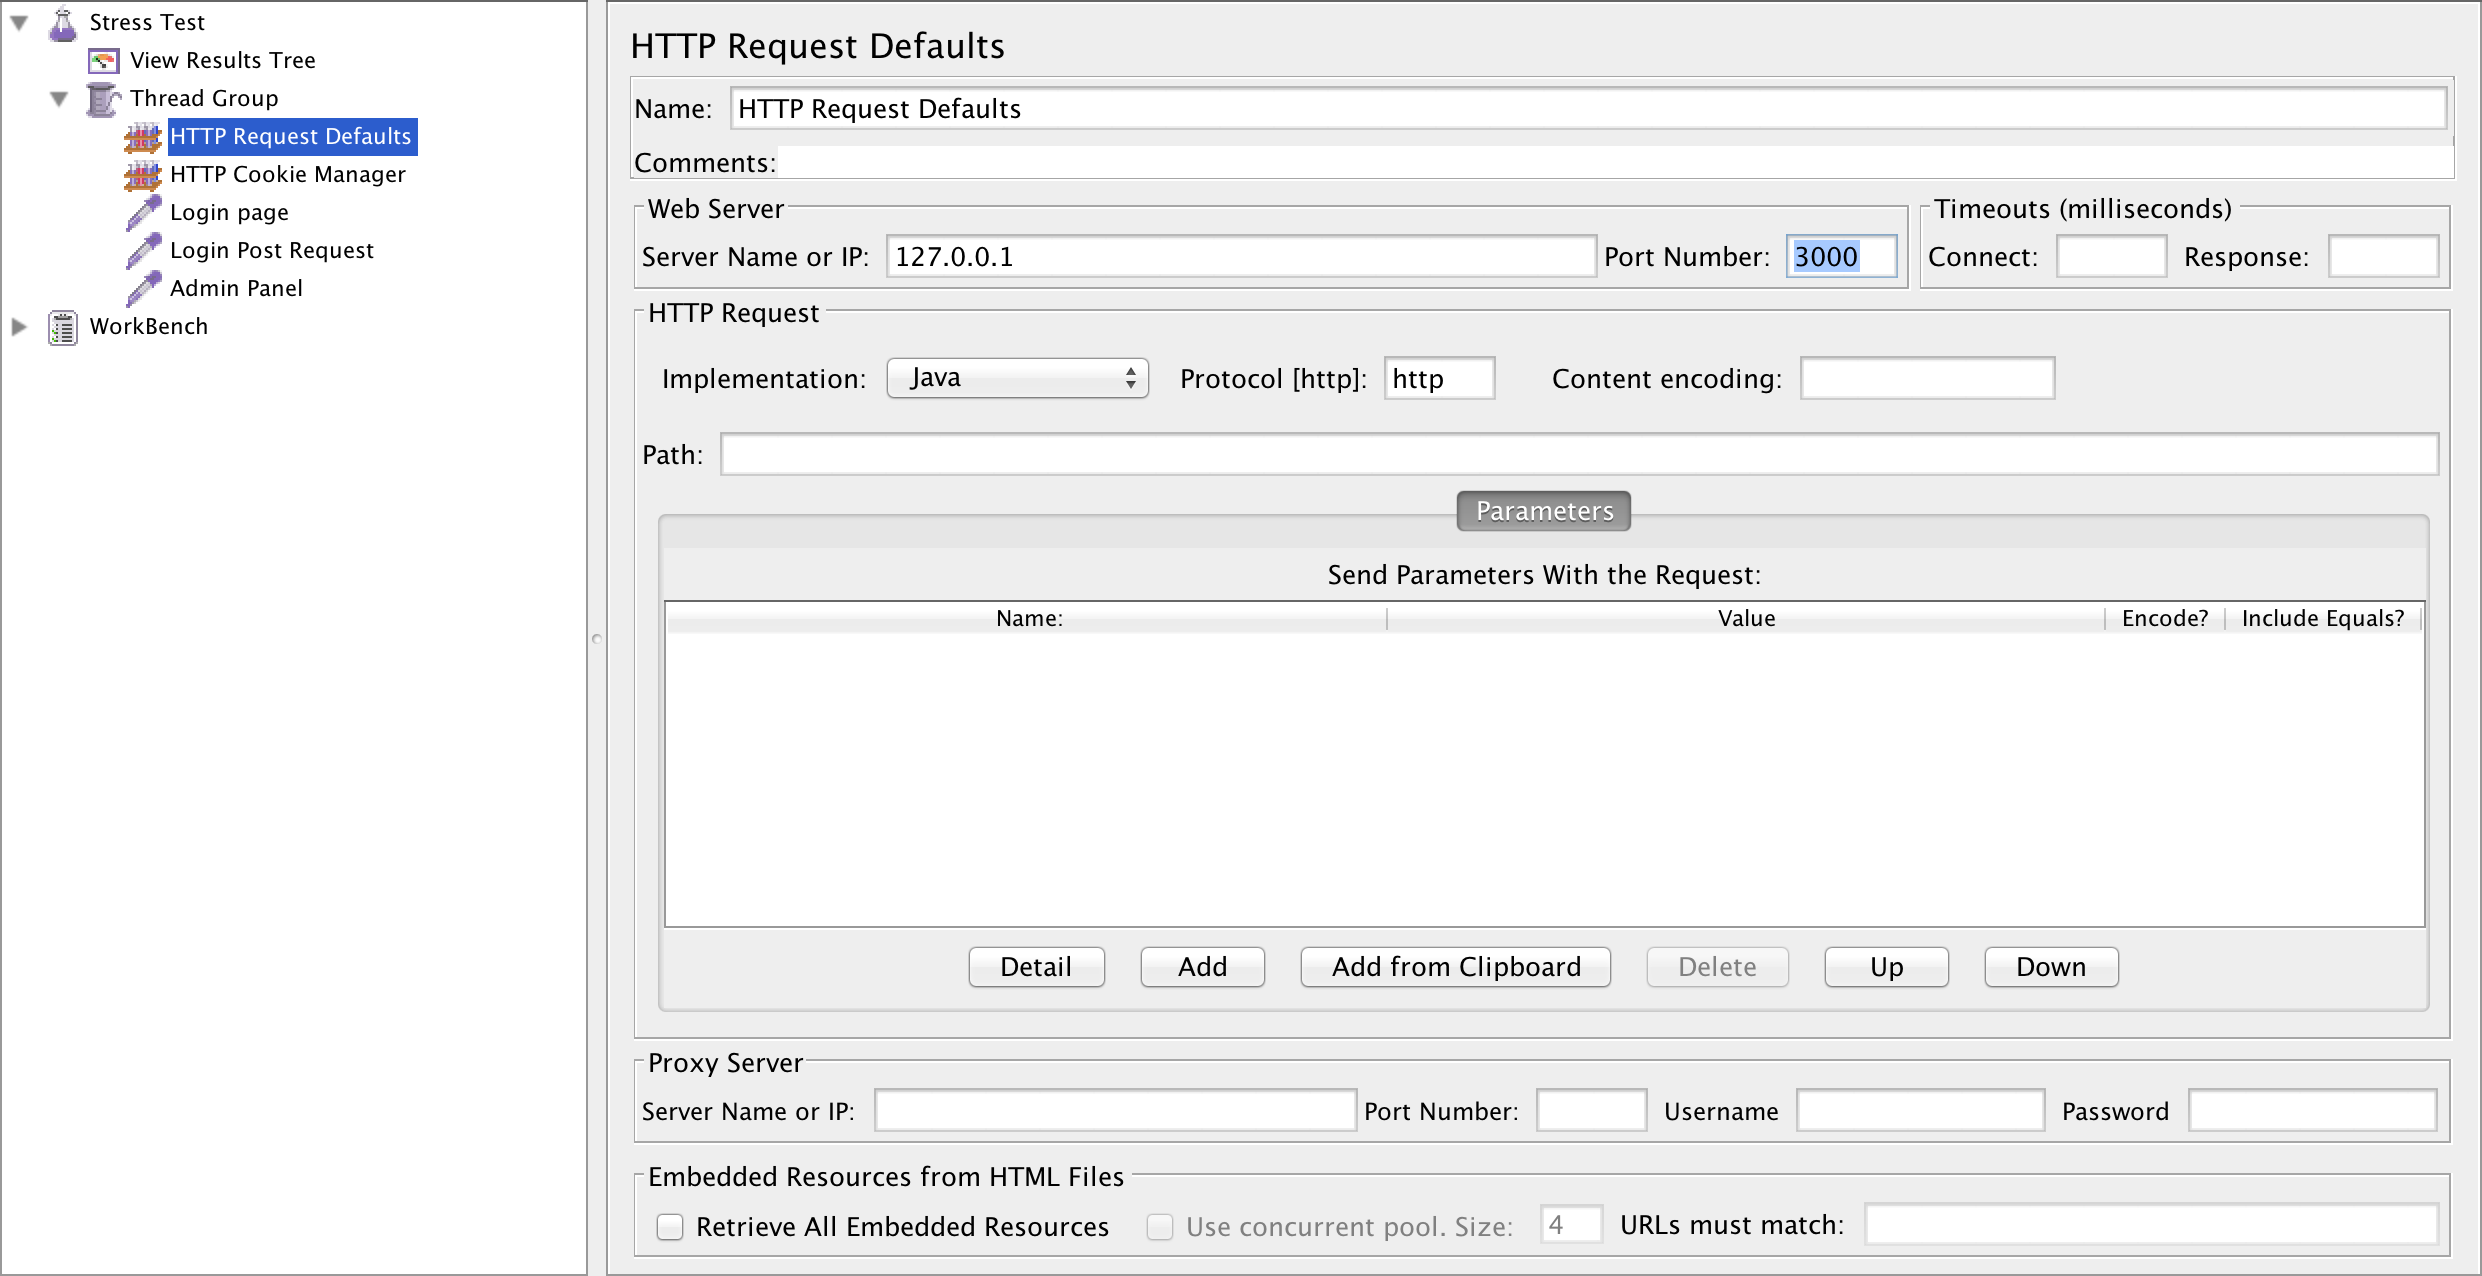 Stress Test
View Results Tree
Thread Group
HTTP Request Defaults
HTTP Cookie Manager
Login page
Login Post Request
Admin Panel
WorkBench
HTTP Request Defaults
Name: HTTP Request Defaults
Comments:
Web Server
Server Name or IP: 127.0.0.1 Port Number: 3000
Timeouts (milliseconds)
Connect: Response:
HTTP Request
Implementation: Java Protocol [http]: http Content encoding:
Path:
Parameters
Send Parameters With the Request:
Name: Value Encode? Include Equals?
Detail Add Add from Clipboard Delete Up Down
Proxy Server
Server Name or IP: Port Number: Username Password
Embedded Resources from HTML Files
Retrieve All Embedded Resources Use concurrent pool. Size: 4 URLs must match: